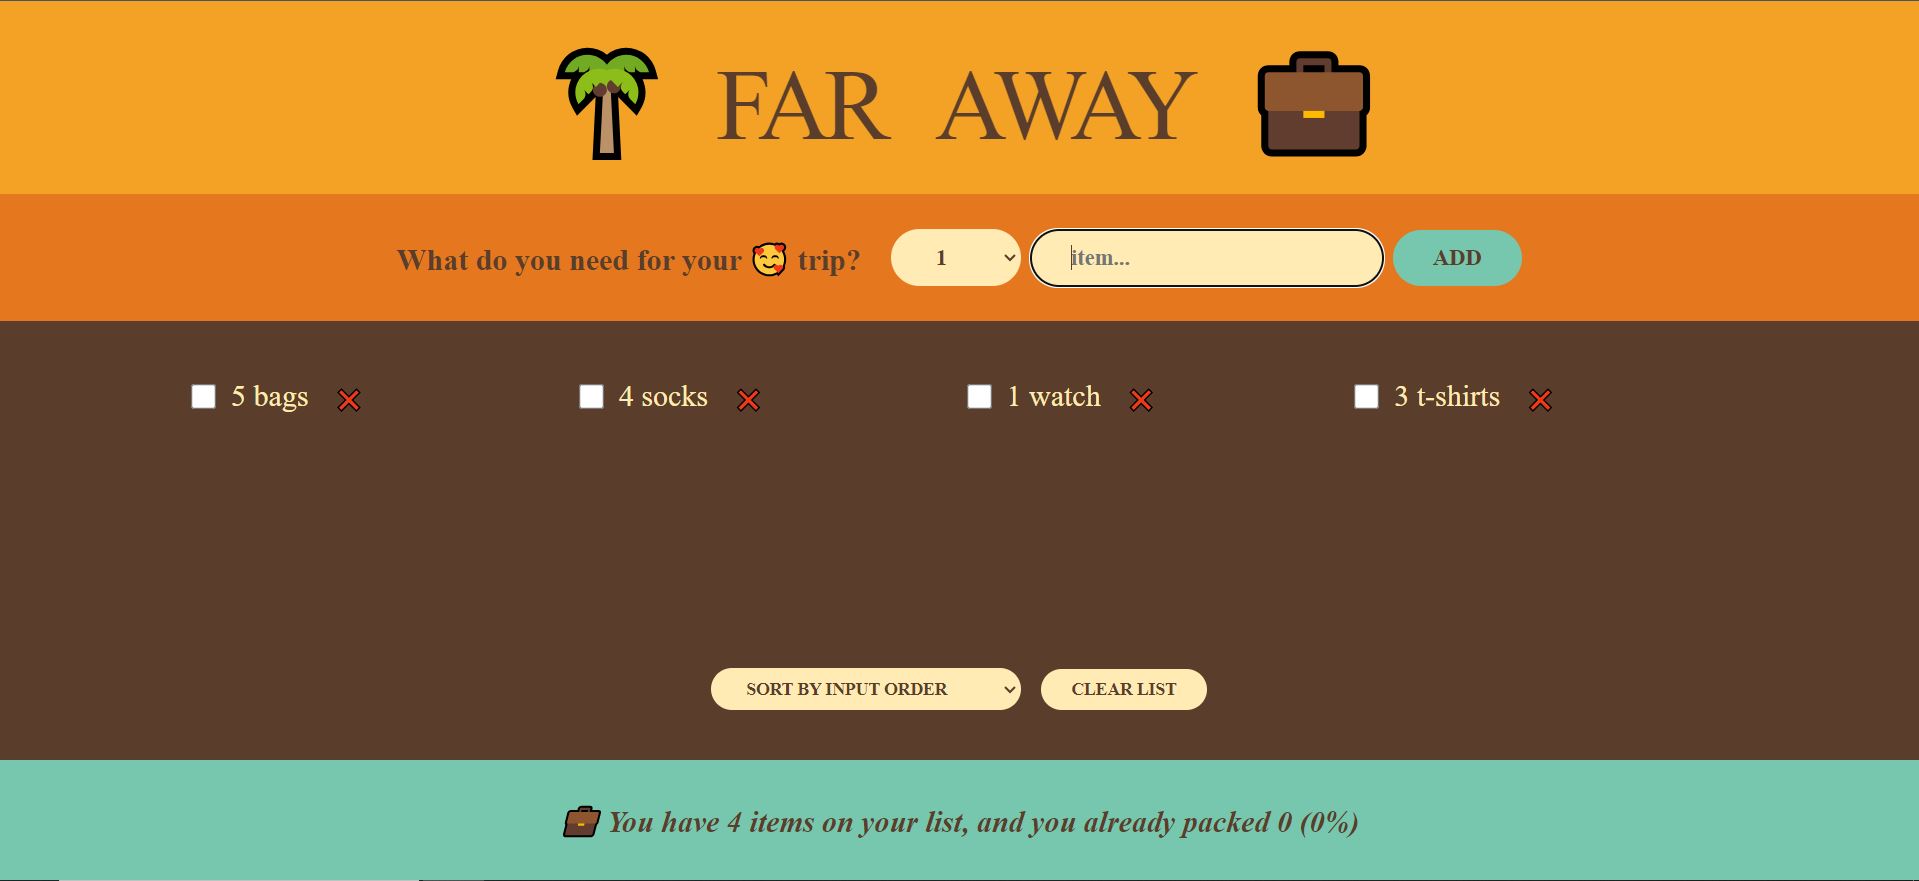 FAR AWAY
What do you need for your 🥰 trip? 1 item... ADD
5 bags ❌ 4 socks ❌ 1 watch ❌ 3 t-shirts ❌
SORT BY INPUT ORDER CLEAR LIST
You have 4 items on your list, and you already packed 0 (0%)